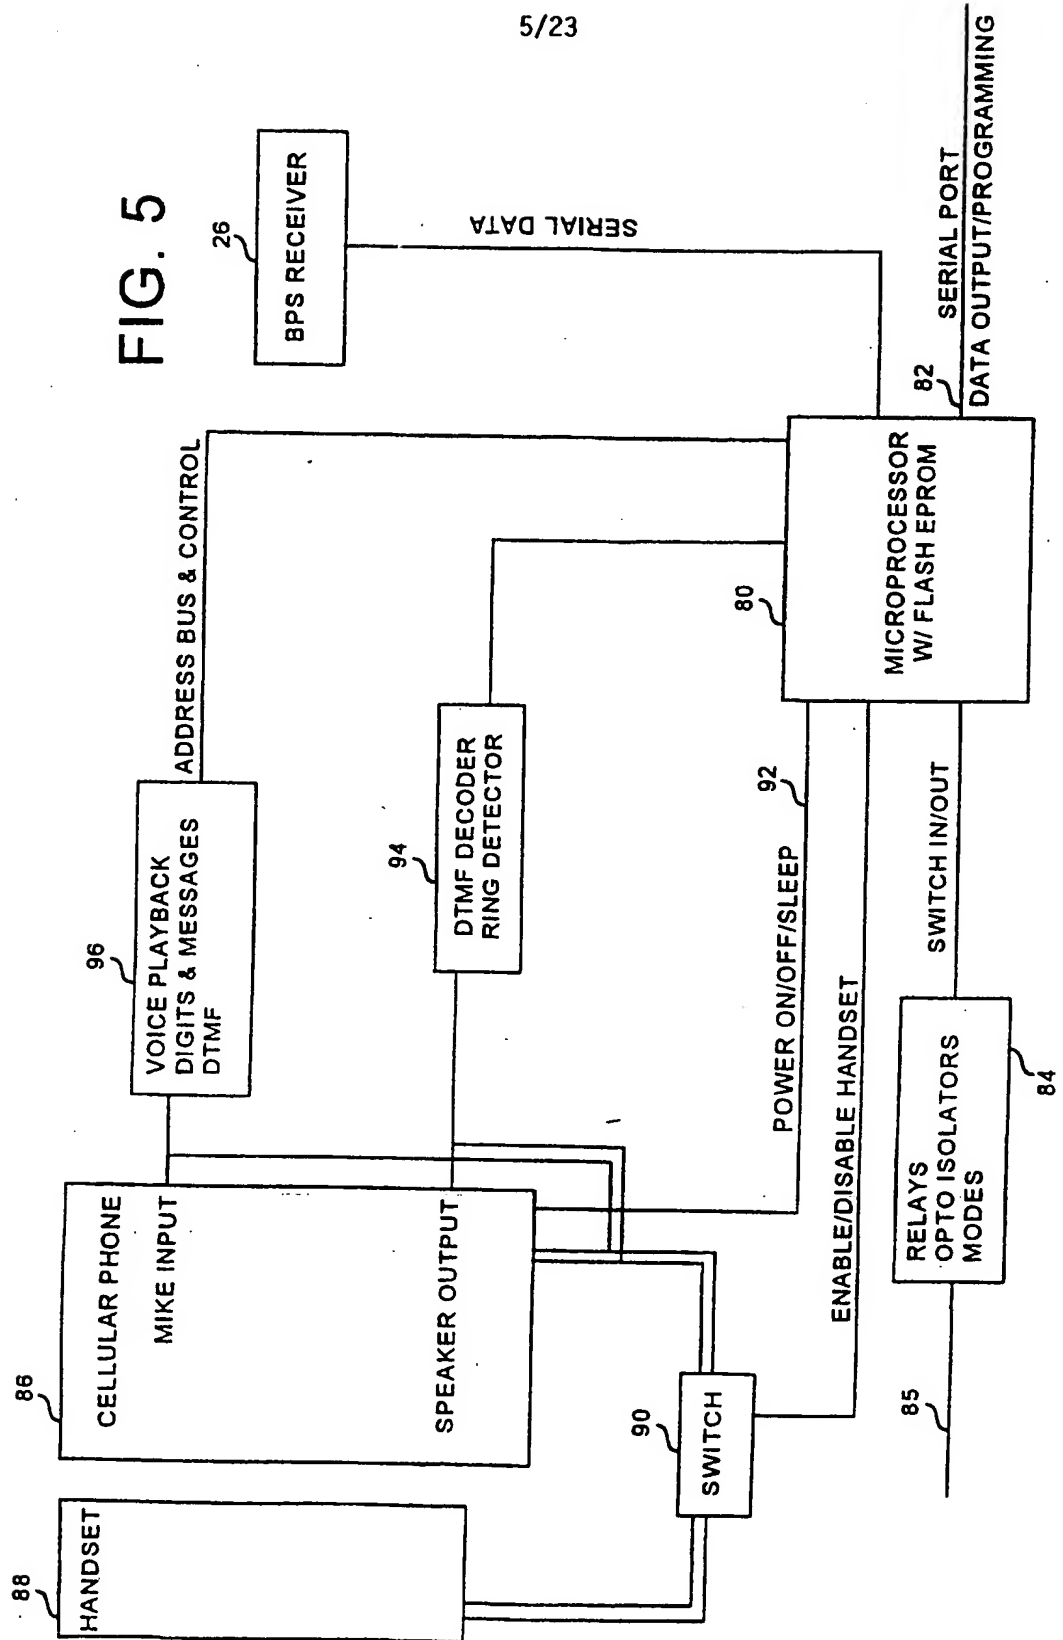 5/23
FIG. 5
88
HANDSET
86
CELLULAR PHONE
MIKE INPUT
SPEAKER OUTPUT
96
VOICE PLAYBACK
DIGITS & MESSAGES
DTMF
ADDRESS BUS & CONTROL
26
BPS RECEIVER
SERIAL DATA
94
DTMF DECODER
RING DETECTOR
90
SWITCH
POWER ON/OFF/SLEEP
92
ENABLE/DISABLE HANDSET
80
MICROPROCESSOR
W/ FLASH EPROM
82
SERIAL PORT
DATA OUTPUT/PROGRAMMING
85
RELAYS
OPTO ISOLATORS
MODES
84
SWITCH IN/OUT